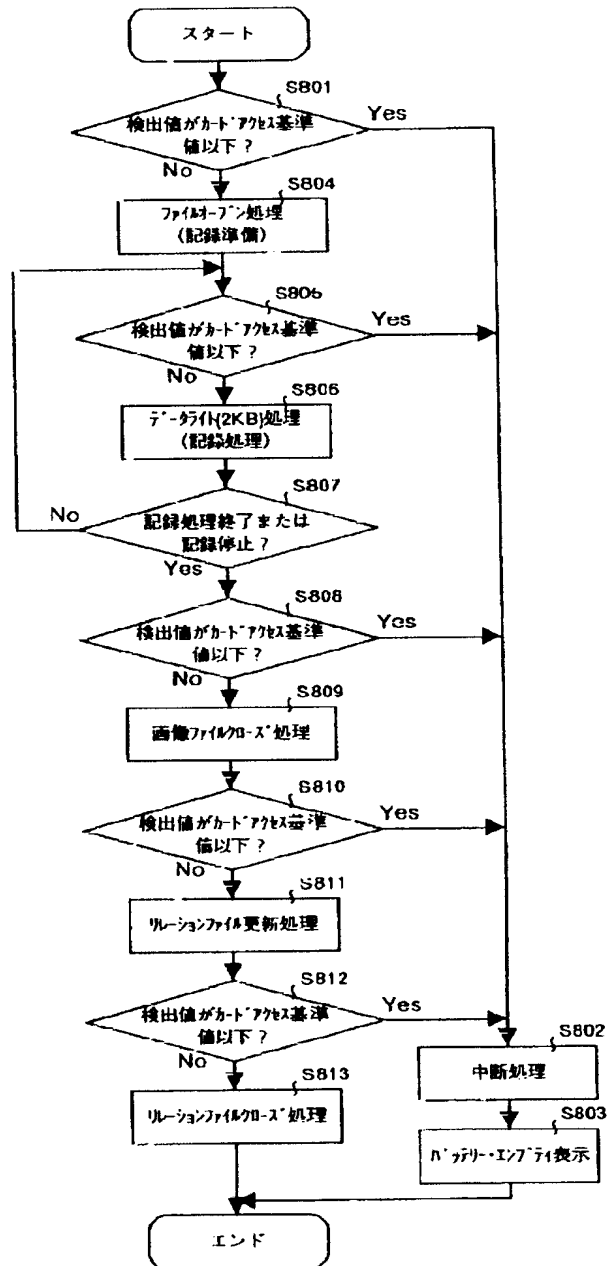 スタート
S801
検出値がカードアクセス基準
値以下？
Yes
No
S804
ファイルオープン処理
(記録準備)
S806
検出値がカードアクセス基準
値以下？
Yes
No
S806
データライト(2KB)処理
(記録処理)
S807
記録処理終了または
記録停止？
No
Yes
S808
検出値がカードアクセス基準
値以下？
Yes
No
S809
画像ファイルクローズ処理
S810
検出値がカードアクセス基準
値以下？
Yes
No
S811
リレーションファイル更新処理
S812
検出値がカードアクセス基準
値以下？
Yes
No
S802
中断処理
S813
リレーションファイルクローズ処理
S803
バッテリー・エンプティ表示
エンド